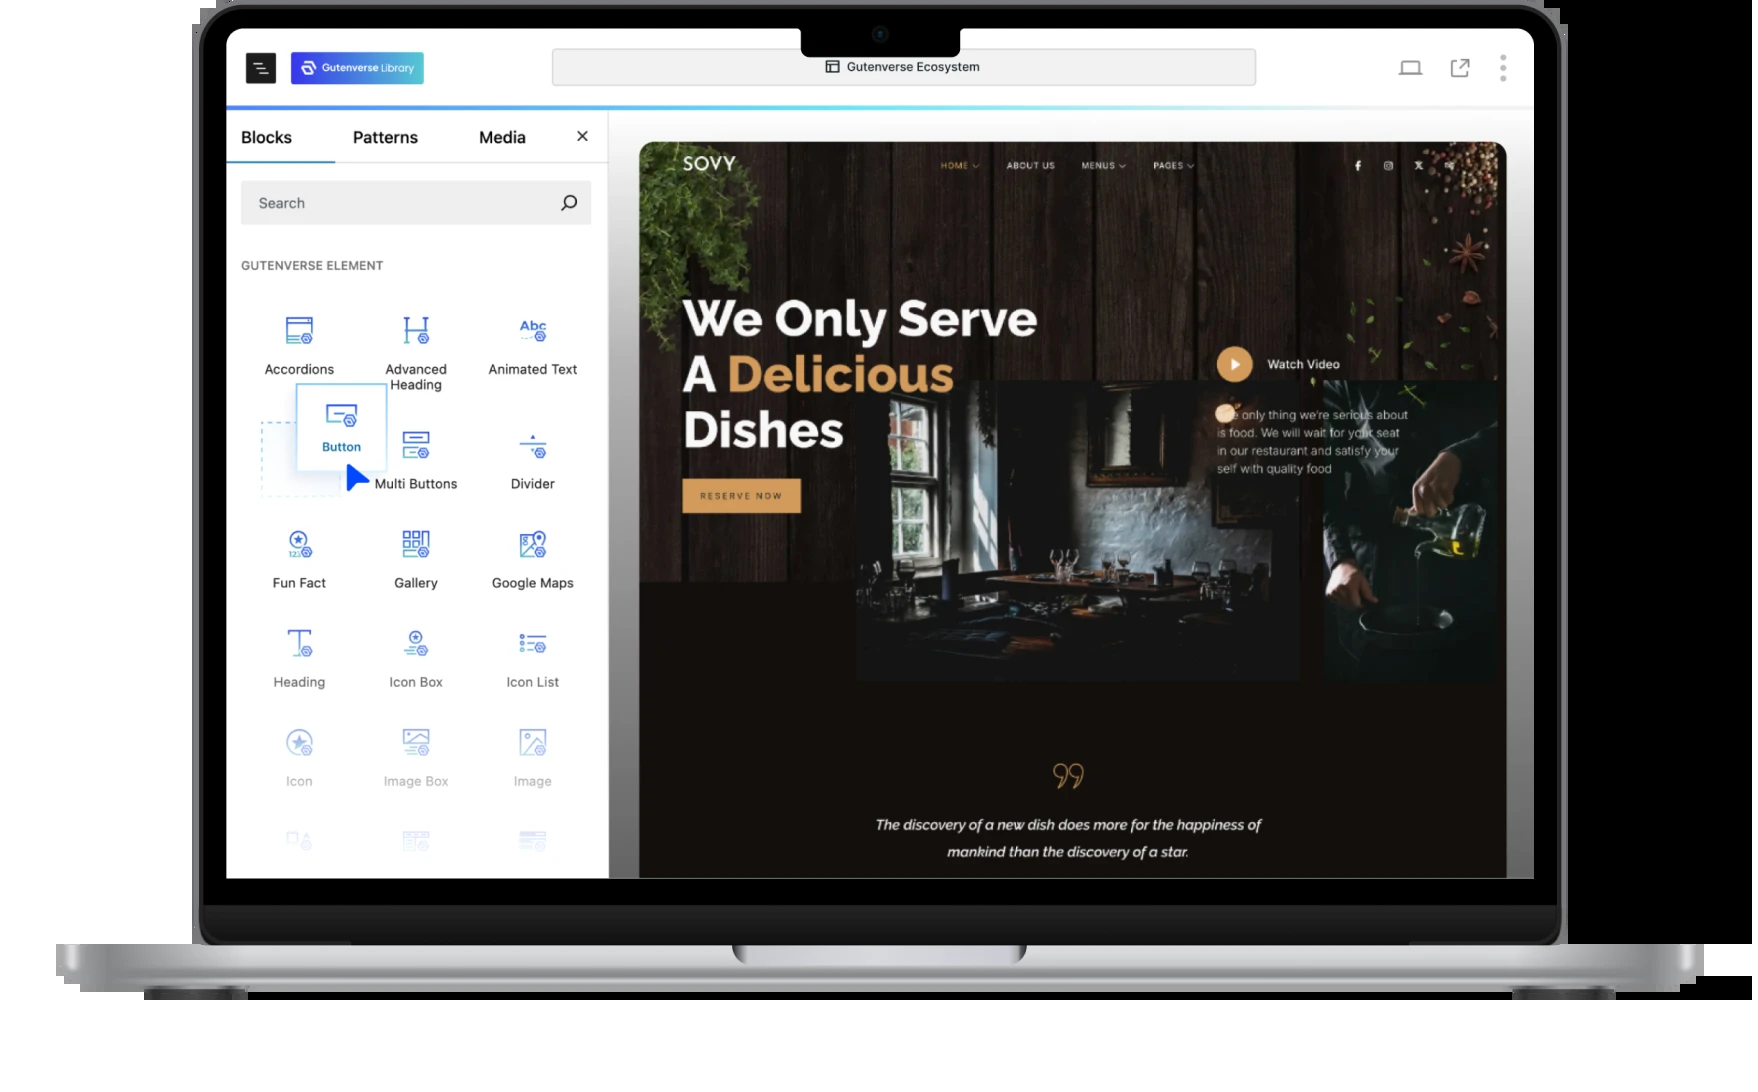 Gutenverse Library
Gutenverse Ecosystem
Blocks
Patterns
Media
Search
GUTENVERSE ELEMENT
Accordions
Advanced
Heading
Abc
Animated Text
Button
Multi Buttons
Divider
123
Fun Fact
Gallery
Google Maps
Heading
Icon Box
Icon List
Icon
Image Box
Image
SOVY
HOME
ABOUT US
MENUS
PAGES
We Only Serve
A Delicious
Dishes
RESERVE NOW
Watch Video
only thing we're serious about
is food. We will wait for your seat
in our restaurant and satisfy your
self with quality food
The discovery of a new dish does more for the happiness of
mankind than the discovery of a star.